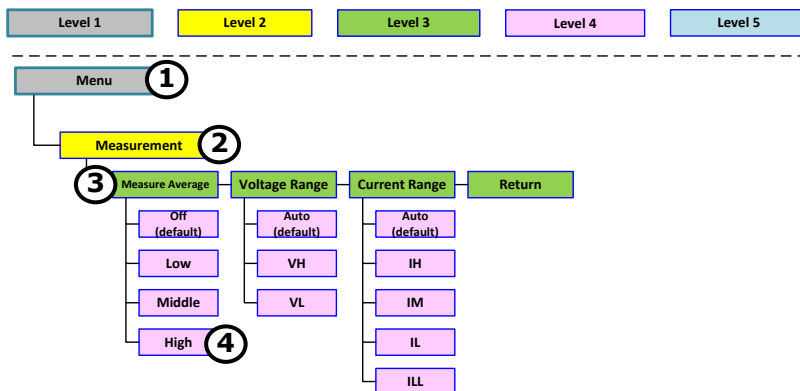 Level 1
Level 2
Level 3
Level 4
Level 5
Menu
1
Measurement
2
3
Measure Average
Voltage Range
Current Range
Return
Off
(default)
Auto
(default)
Auto
(default)
Low
VH
IH
Middle
VL
IM
High
4
IL
ILL